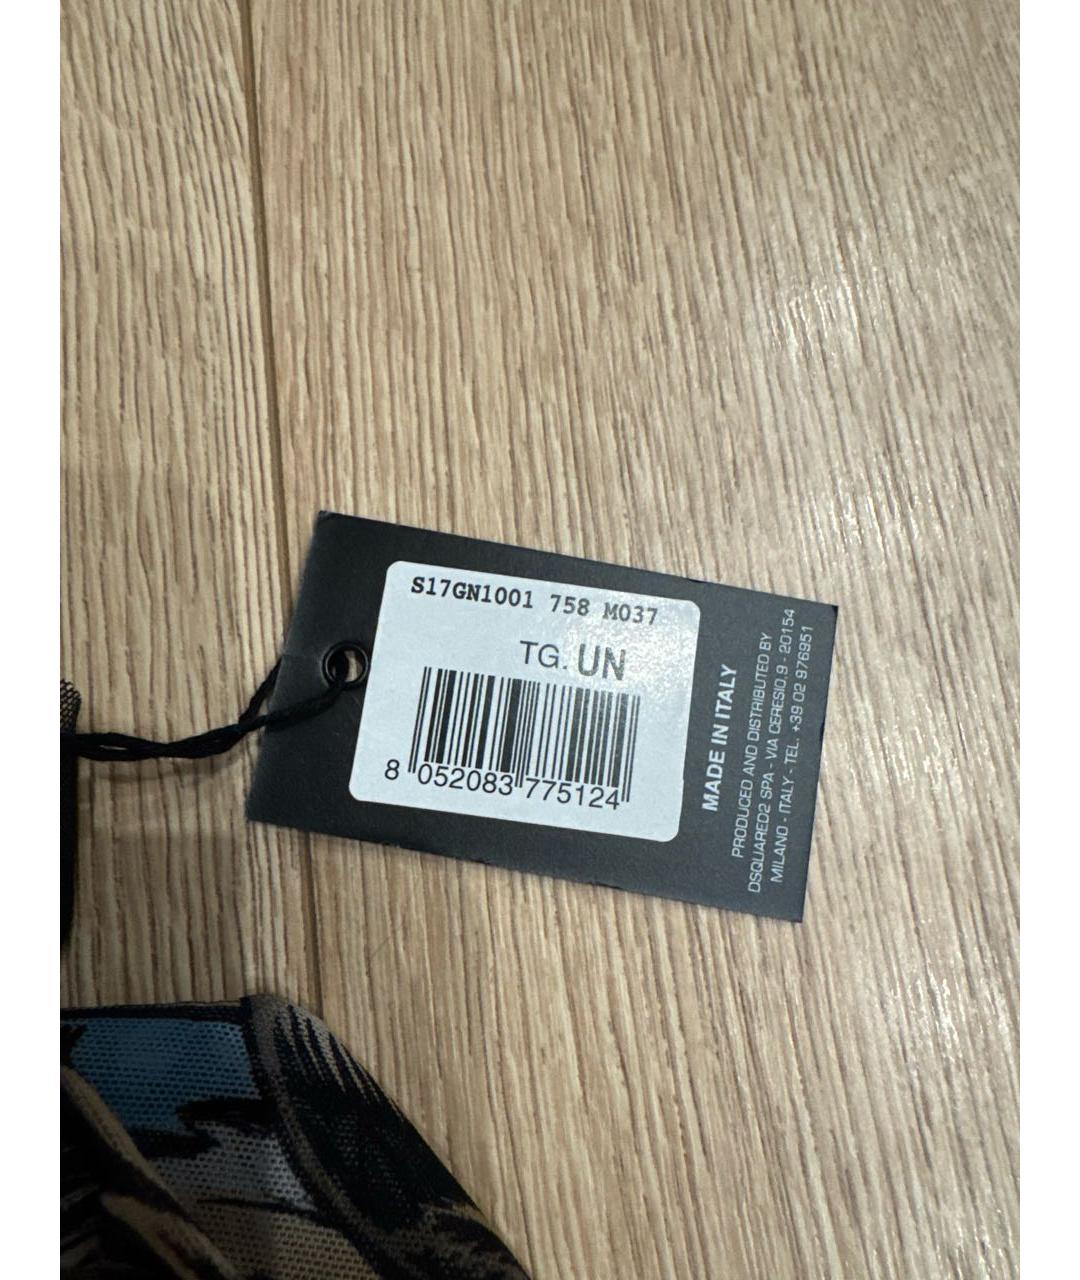 S17GN1001 758 M037
TG. UN
8 052083 775124
MADE IN ITALY
PRODUCED AND DISTRIBUTED BY
DSQUARED2 SPA - VIA CERESIO,9 - 20154
MILANO - ITALY - TEL. +39 02 976951